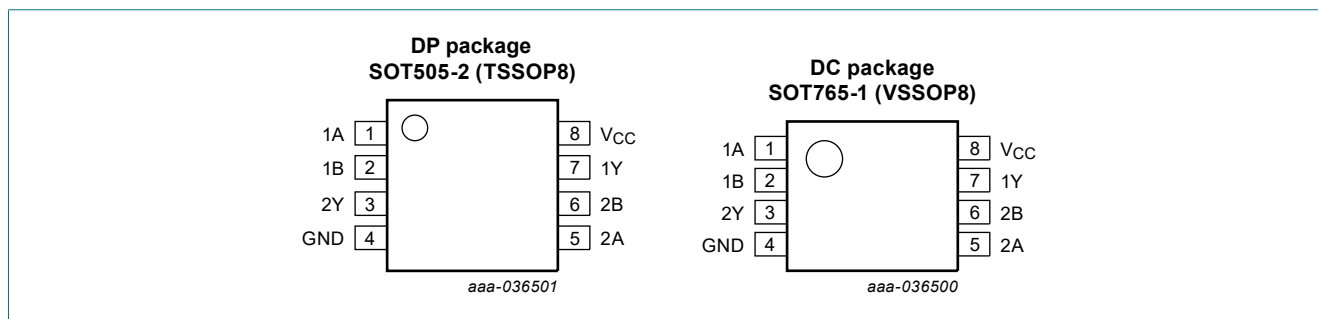 DP package
SOT505-2 (TSSOP8)
1A 1 8 VCC
1B 2 7 1Y
2Y 3 6 2B
GND 4 5 2A
aaa-036501
DC package
SOT765-1 (VSSOP8)
1A 1 8 VCC
1B 2 7 1Y
2Y 3 6 2B
GND 4 5 2A
aaa-036500